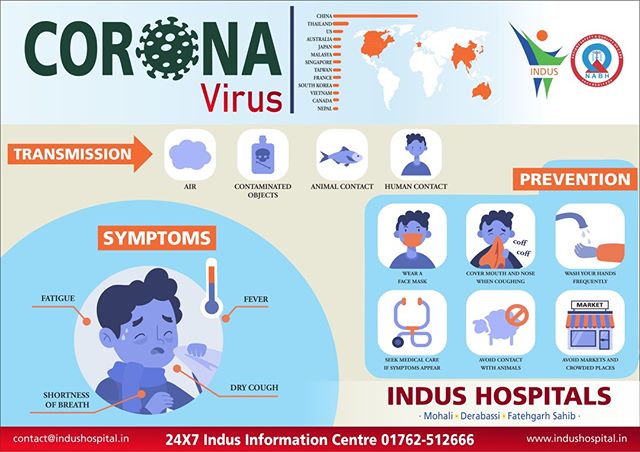 CORONA
Virus
CHINA
THAILAND
US
AUSTRALIA
JAPAN
MALAYSIA
SINGAPORE
TAIWAN
FRANCE
SOUTH KOREA
VIETNAM
CANADA
NEPAL
INDUS
NABH
TRANSMISSION
AIR
CONTAMINATED
OBJECTS
ANIMAL CONTACT
HUMAN CONTACT
PREVENTION
WEAR A
FACE MASK
coff
coff
COVER MOUTH AND NOSE
WHEN COUGHING
WASH YOUR HANDS
FREQUENTLY
SEEK MEDICAL CARE
IF SYMPTOMS APPEAR
AVOID CONTACT
WITH ANIMALS
MARKET
AVOID MARKETS AND
CROWDED PLACES
SYMPTOMS
FATIGUE
FEVER
SHORTNESS
OF BREATH
DRY COUGH
INDUS HOSPITALS
· Mohali · Derabassi · Fatehgarh Sahib ·
contact@indushospital.in
24X7 Indus Information Centre 01762-512666
www.indushospital.in